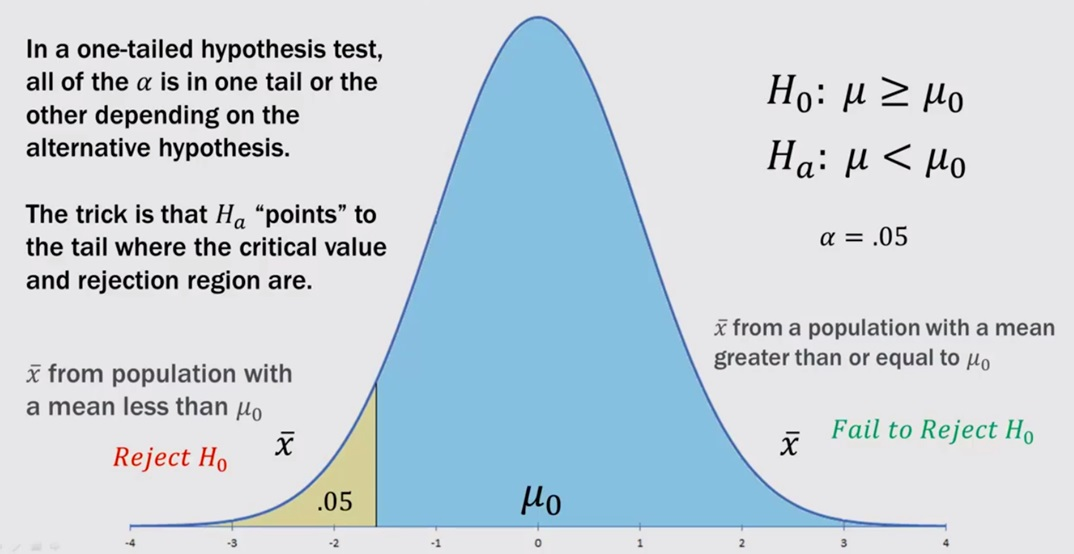 In a one-tailed hypothesis test,
all of the α is in one tail or the
other depending on the
alternative hypothesis.
The trick is that Hₐ “points” to
the tail where the critical value
and rejection region are.
H₀: μ ≥ μ₀
Hₐ: μ < μ₀
α = .05
x̄ from population with
a mean less than μ₀
Reject H₀
x̄
.05
μ₀
x̄ from a population with a mean
greater than or equal to μ₀
x̄
Fail to Reject H₀
-4 -3 -2 -1 0 1 2 3 4